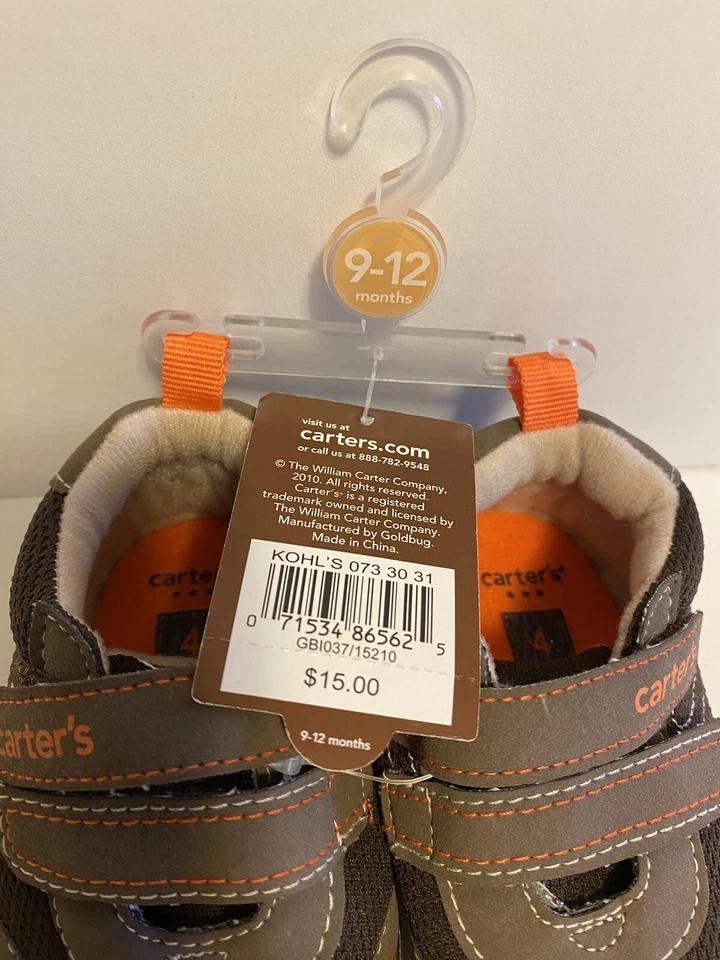 9-12
months
visit us at
carters.com
or call us at 888-782-9548
© The William Carter Company,
2010. All rights reserved.
Carter's® is a registered
trademark owned and licensed by
The William Carter Company.
Manufactured by Goldbug.
Made in China.
KOHL'S 073 30 31
0 71534 86562 5
GBI037/15210
$15.00
9-12 months
carter's
4
carter's®
4
carter's
carter's